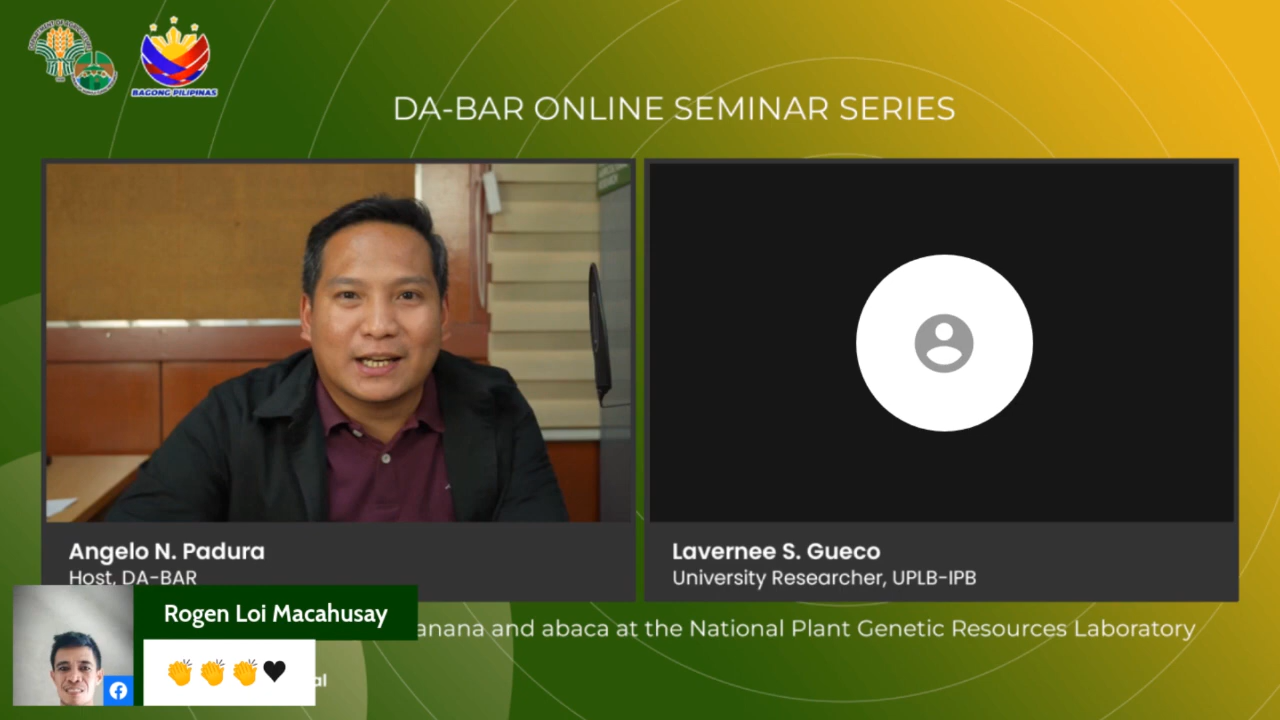 BAGONG PILIPINAS
DA-BAR ONLINE SEMINAR SERIES
Angelo N. Padura
Host, DA-BAR
Lavernee S. Gueco
University Researcher, UPLB-IPB
Rogen Loi Macahusay
anana and abaca at the National Plant Genetic Resources Laboratory
👏👏👏🖤
al